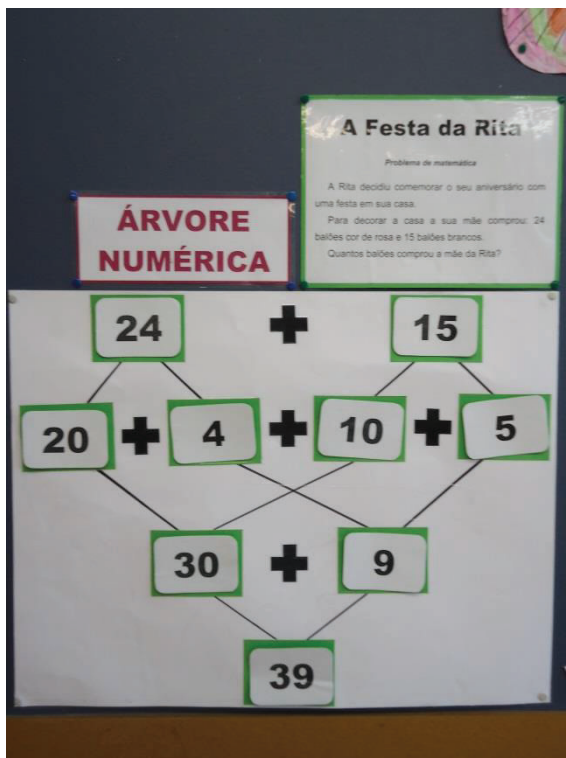 A Festa da Rita
Problema de matemática
A Rita decidiu comemorar o seu aniversário com
uma festa em sua casa.
Para decorar a casa a sua mãe comprou: 24
balões cor de rosa e 15 balões brancos.
Quantos balões comprou a mãe da Rita?
ÁRVORE
NUMÉRICA
24 + 15
20 + 4 + 10 + 5
30 + 9
39